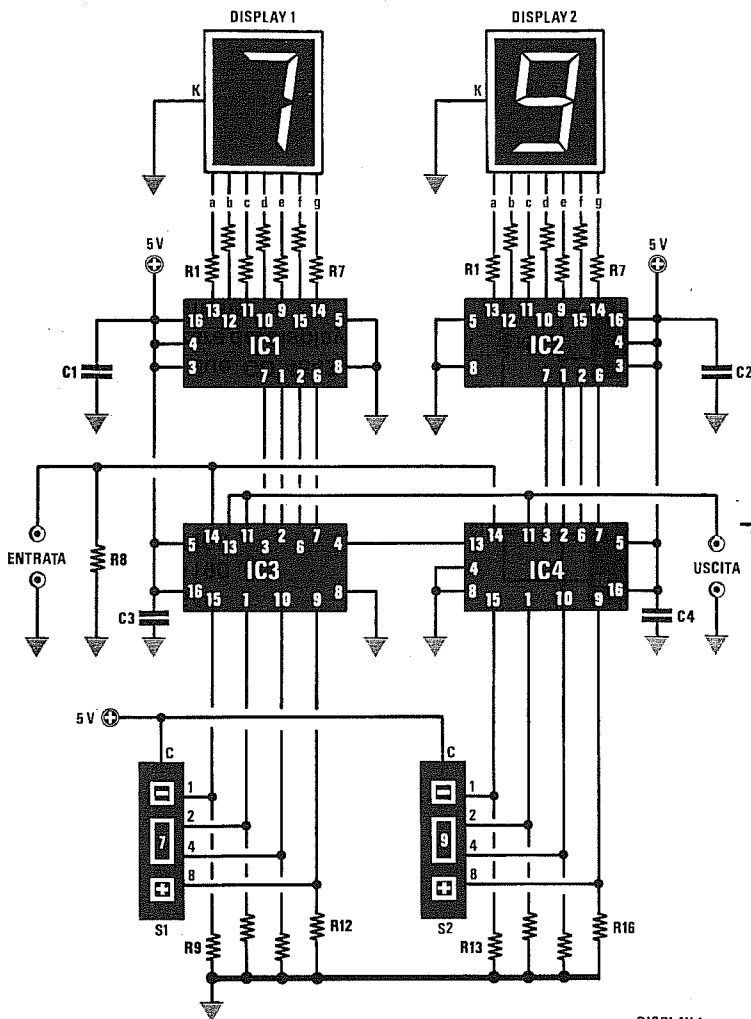 DISPLAY 1 DISPLAY 2
K K
7 9
a b c d e f g a b c d e f g
5 V 5 V
R1 R7 R1 R7
13 12 11 10 9 15 14 13 12 11 10 9 15 14
16 5 5 16
4 IC1 IC2 4
3 8 8 3
C1 7 1 2 6 7 1 2 6 C2
14 13 11 3 2 6 7 14 11 3 2 6 7
ENTRATA R8 5 IC3 4 13 IC4 5 USCITA
4
16 8 8 16
15 1 10 9 15 1 10 9
C3 C4
5 V
C C
1 1
2 2
7 9
4 4
8 8
S1 S2
R9 R12 R13 R16